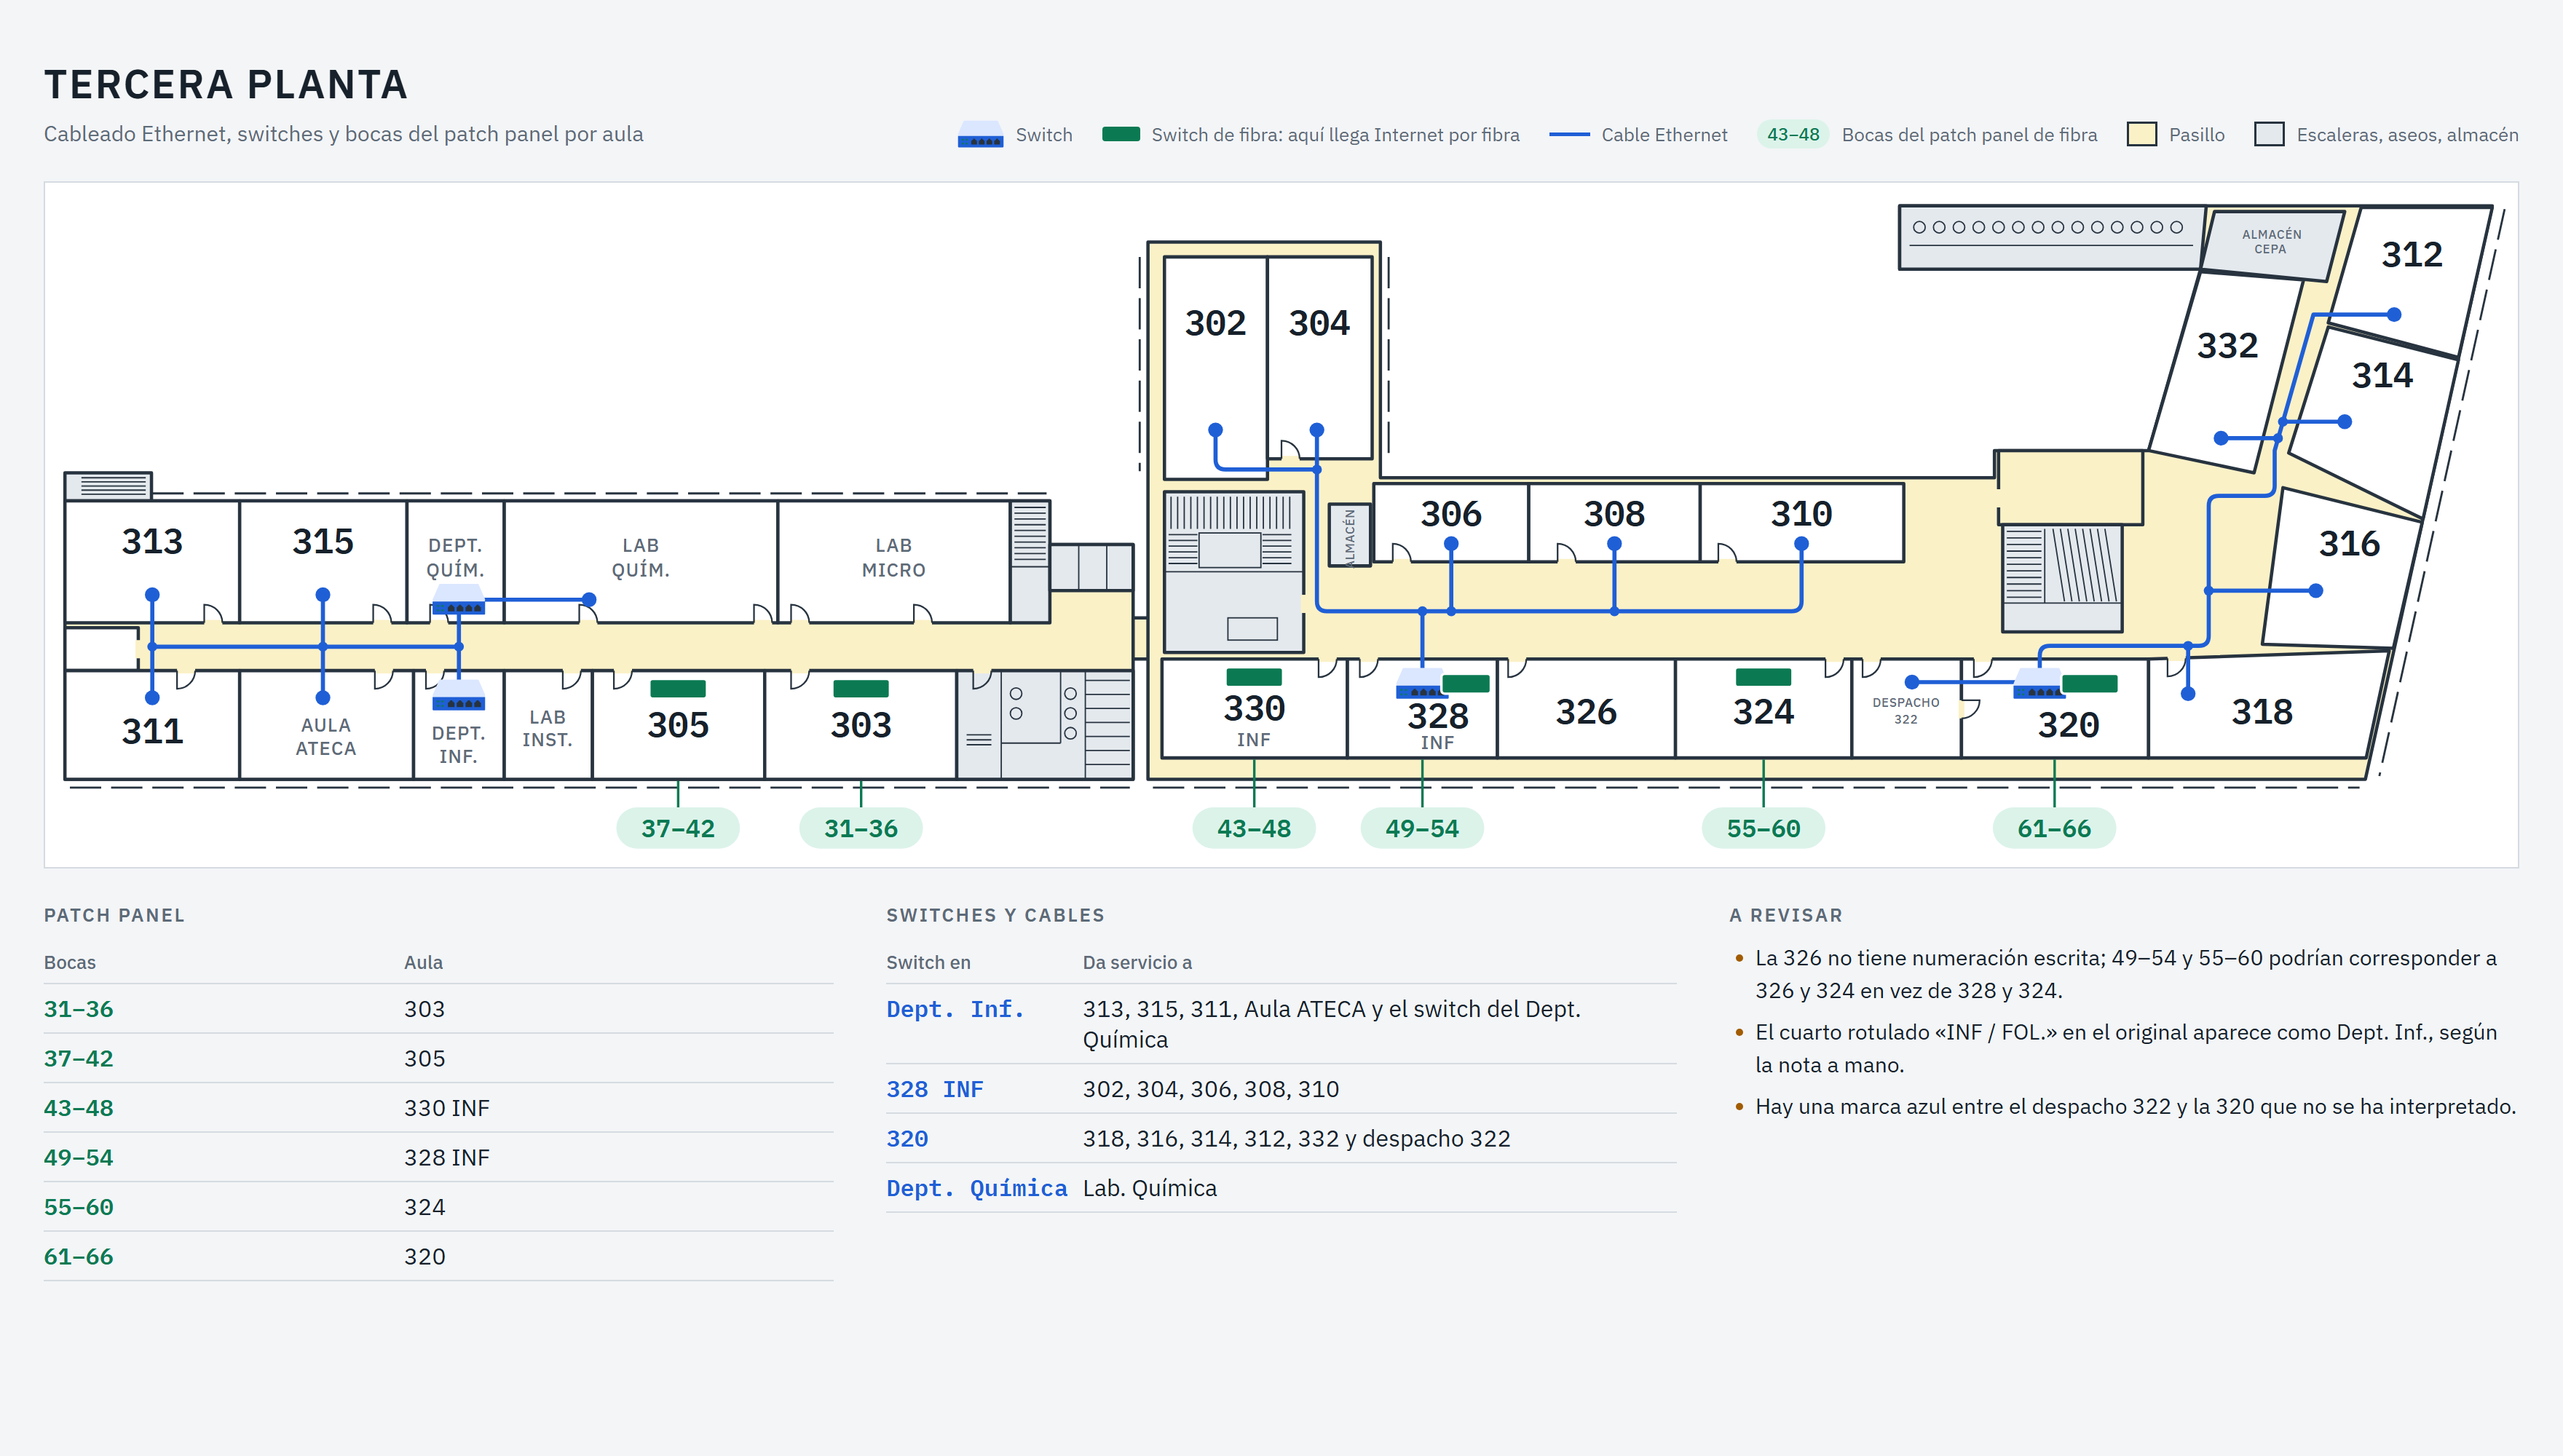 TERCERA PLANTA
Cableado Ethernet, switches y bocas del patch panel por aula
Switch
Switch de fibra: aquí llega Internet por fibra
Cable Ethernet
43–48
Bocas del patch panel de fibra
Pasillo
Escaleras, aseos, almacén
ALMACÉN
CEPA
312
302
304
332
314
313
315
DEPT.
QUÍM.
LAB
QUÍM.
LAB
MICRO
ALMACÉN
306
308
310
316
311
AULA
ATECA
DEPT.
INF.
LAB
INST.
305
303
330
INF
328
INF
326
324
DESPACHO
322
320
318
37–42
31–36
43–48
49–54
55–60
61–66
PATCH PANEL
Bocas
Aula
31–36
303
37–42
305
43–48
330 INF
49–54
328 INF
55–60
324
61–66
320
SWITCHES Y CABLES
Switch en
Da servicio a
Dept. Inf.
313, 315, 311, Aula ATECA y el switch del Dept.
Química
328 INF
302, 304, 306, 308, 310
320
318, 316, 314, 312, 332 y despacho 322
Dept. Química
Lab. Química
A REVISAR
La 326 no tiene numeración escrita; 49–54 y 55–60 podrían corresponder a
326 y 324 en vez de 328 y 324.
El cuarto rotulado «INF / FOL.» en el original aparece como Dept. Inf., según
la nota a mano.
Hay una marca azul entre el despacho 322 y la 320 que no se ha interpretado.